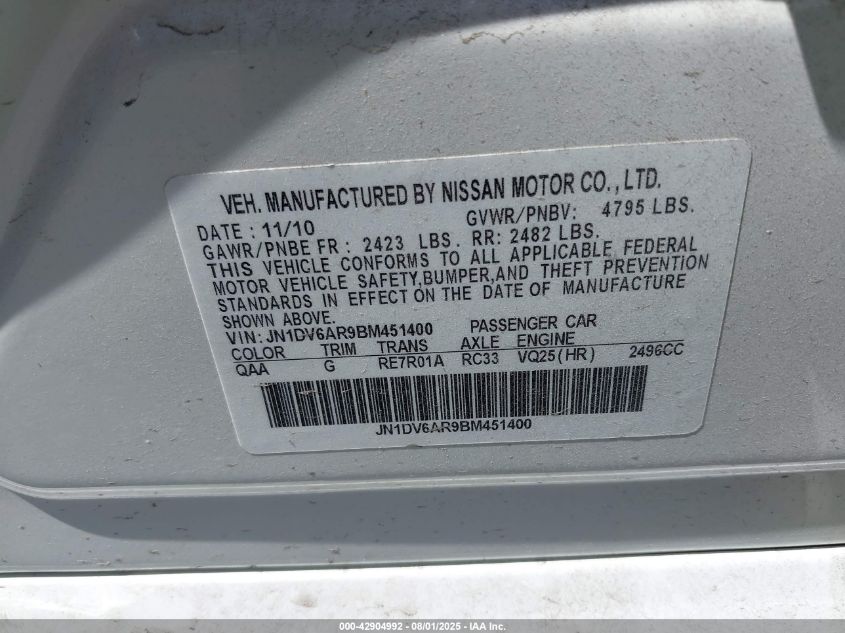 VEH. MANUFACTURED BY NISSAN MOTOR CO., LTD.
DATE : 11/10 GVWR/PNBV: 4795 LBS.
GAWR/PNBE FR : 2423 LBS. RR: 2482 LBS.
THIS VEHICLE CONFORMS TO ALL APPLICABLE FEDERAL
MOTOR VEHICLE SAFETY,BUMPER,AND THEFT PREVENTION
STANDARDS IN EFFECT ON THE DATE OF MANUFACTURE
SHOWN ABOVE.
VIN: JN1DV6AR9BM451400 PASSENGER CAR
COLOR TRIM TRANS AXLE ENGINE
QAA G RE7R01A RC33 VQ25(HR) 2496CC
JN1DV6AR9BM451400
000-42904992 - 08/01/2025 - IAA Inc.